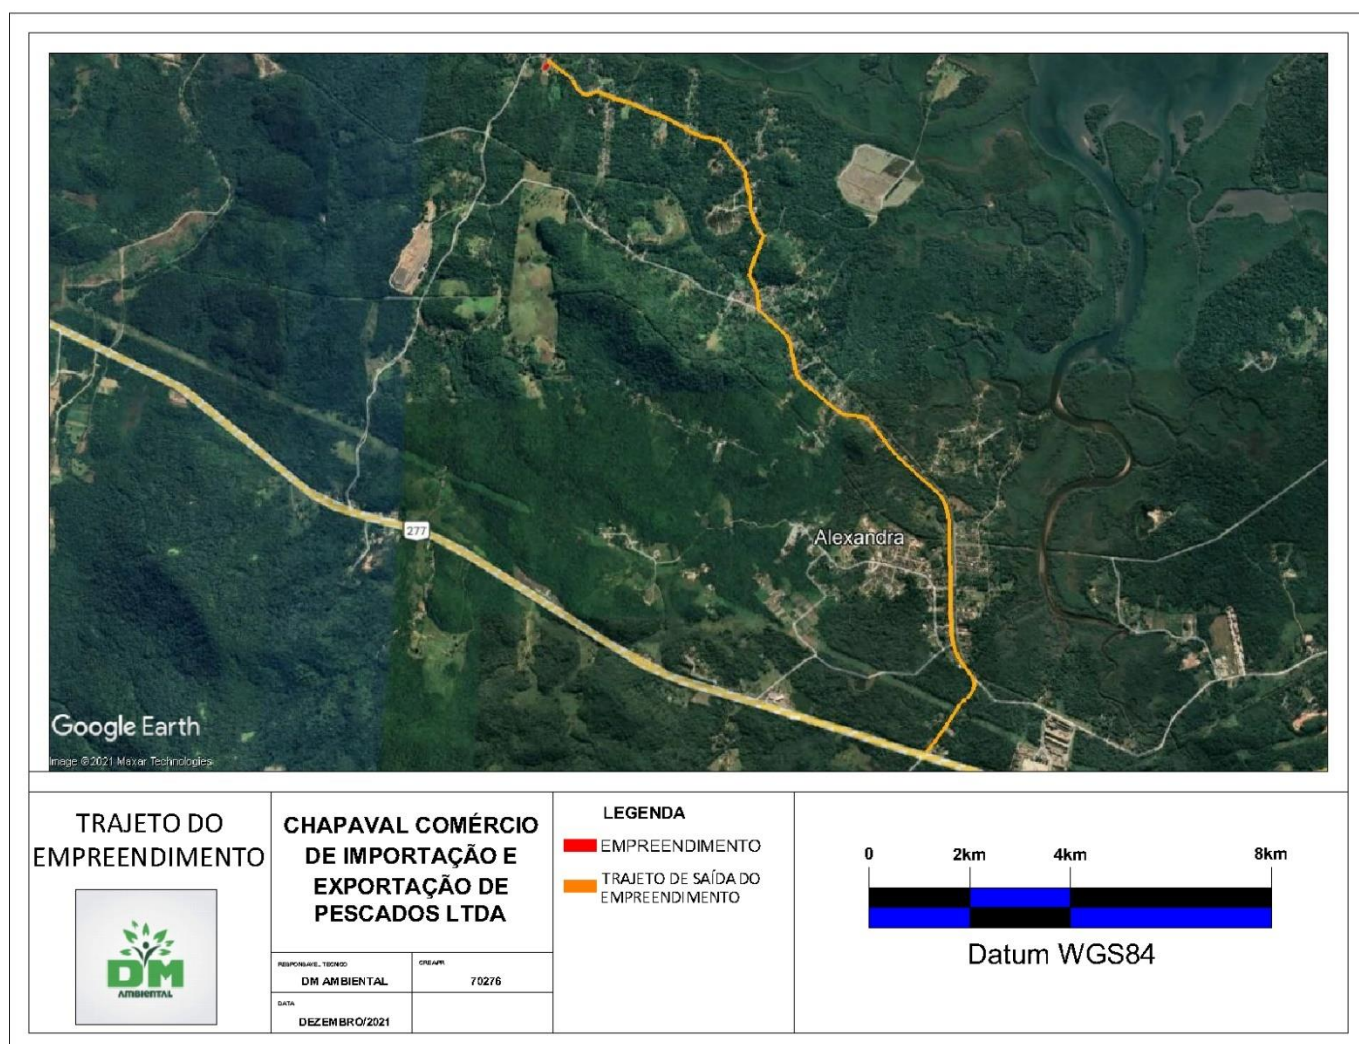 277
Alexandra
Google Earth
Image © 2021 Maxar Technologies
TRAJETO DO
EMPREENDIMENTO
DM
AMBIENTAL
CHAPAVAL COMÉRCIO
DE IMPORTAÇÃO E
EXPORTAÇÃO DE
PESCADOS LTDA
RESPONSÁVEL TECNICO
DM AMBIENTAL
CREA/PR
70276
DATA
DEZEMBRO/2021
LEGENDA
EMPREENDIMENTO
TRAJETO DE SAÍDA DO
EMPREENDIMENTO
0 2km 4km 8km
Datum WGS84